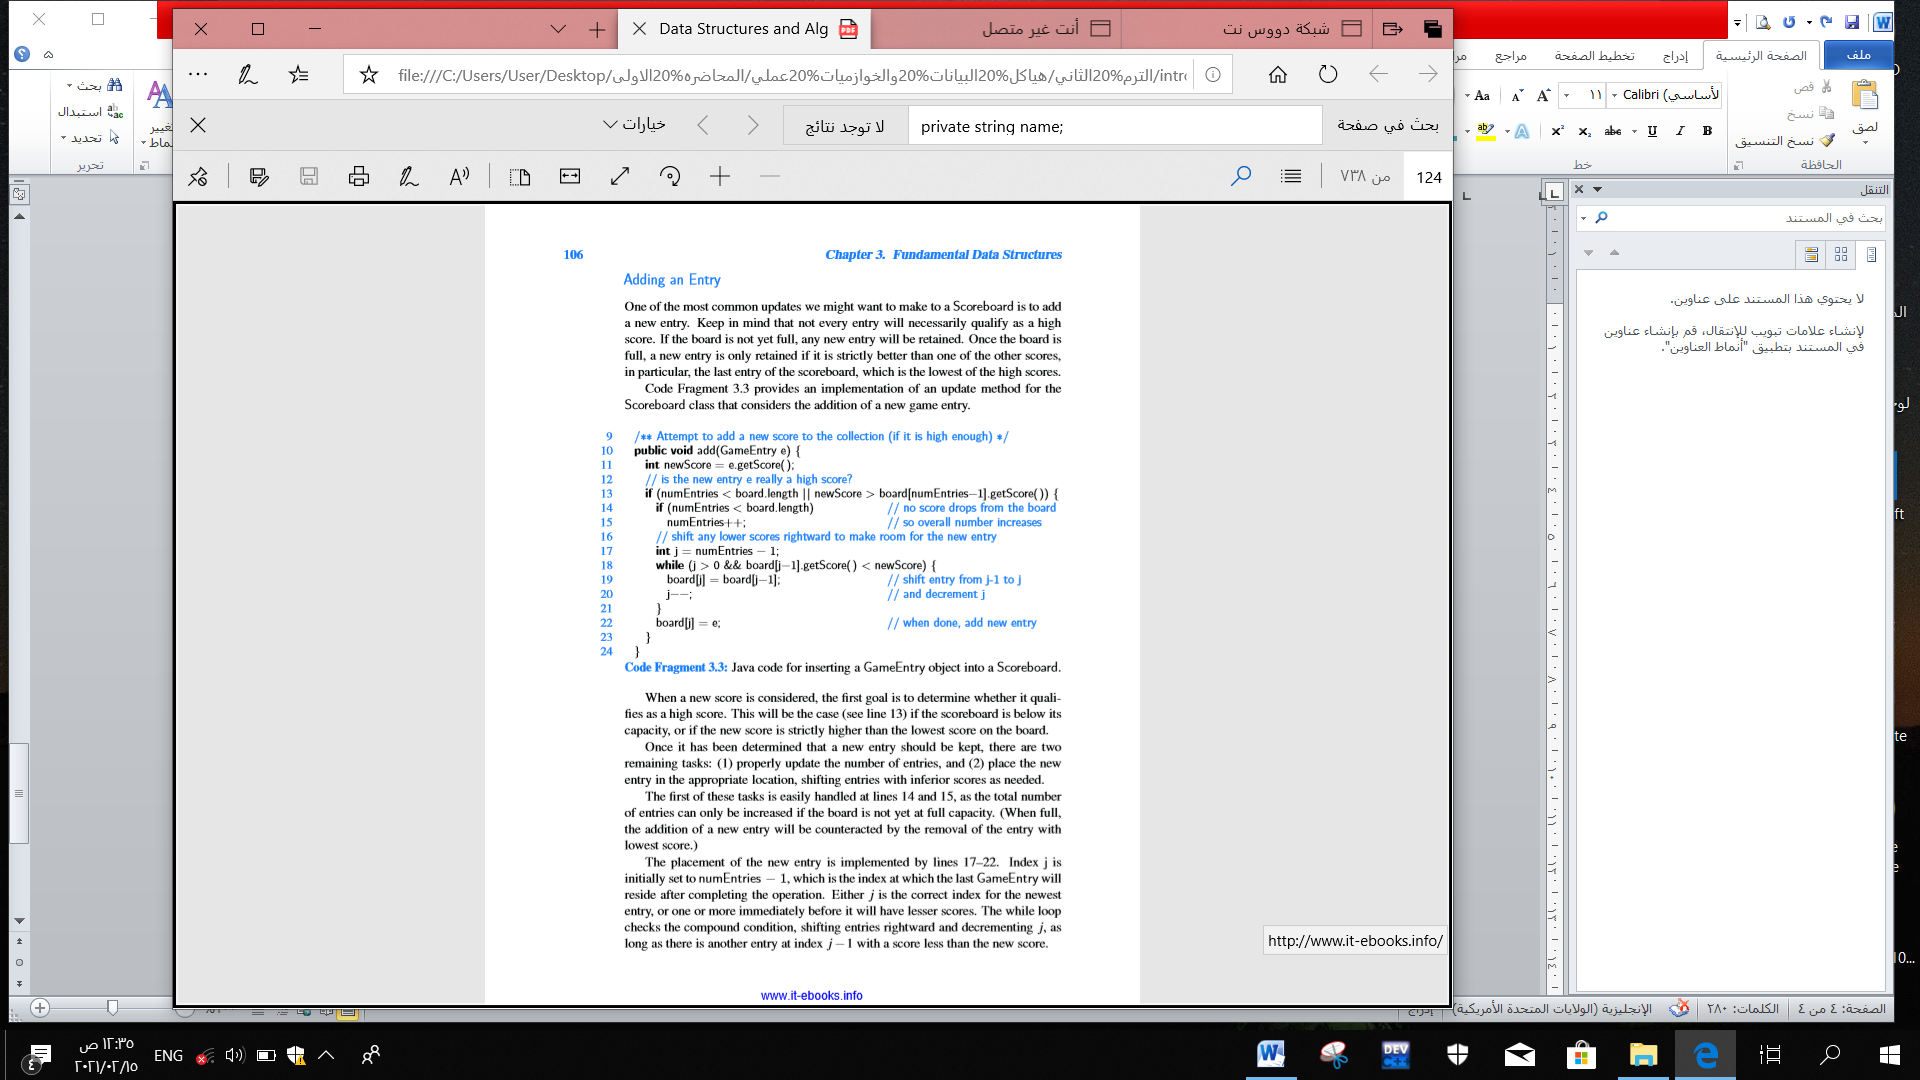 Data Structures and Alg
أنت غير متصل
شبكة دووس نت
file:///C:/Users/User/Desktop/الترم%20الثاني/هياكل%20البيانات%20والخوازميات%20عملي/المحاضره%20الاولى/intro
بحث في صفحة
private string name;
لا توجد نتائج
خيارات
124
من ٧٣٨
106
Chapter 3. Fundamental Data Structures
Adding an Entry
One of the most common updates we might want to make to a Scoreboard is to add
a new entry. Keep in mind that not every entry will necessarily qualify as a high
score. If the board is not yet full, any new entry will be retained. Once the board is
full, a new entry is only retained if it is strictly better than one of the other scores,
in particular, the last entry of the scoreboard, which is the lowest of the high scores.
Code Fragment 3.3 provides an implementation of an update method for the
Scoreboard class that considers the addition of a new game entry.
9 /** Attempt to add a new score to the collection (if it is high enough) */
10 public void add(GameEntry e) {
11 int newScore = e.getScore();
12 // is the new entry e really a high score?
13 if (numEntries < board.length || newScore > board[numEntries−1].getScore()) {
14 if (numEntries < board.length) // no score drops from the board
15 numEntries++; // so overall number increases
16 // shift any lower scores rightward to make room for the new entry
17 int j = numEntries − 1;
18 while (j > 0 && board[j−1].getScore() < newScore) {
19 board[j] = board[j−1]; // shift entry from j-1 to j
20 j−−; // and decrement j
21 }
22 board[j] = e; // when done, add new entry
23 }
24 }
Code Fragment 3.3: Java code for inserting a GameEntry object into a Scoreboard.
When a new score is considered, the first goal is to determine whether it quali-
fies as a high score. This will be the case (see line 13) if the scoreboard is below its
capacity, or if the new score is strictly higher than the lowest score on the board.
Once it has been determined that a new entry should be kept, there are two
remaining tasks: (1) properly update the number of entries, and (2) place the new
entry in the appropriate location, shifting entries with inferior scores as needed.
The first of these tasks is easily handled at lines 14 and 15, as the total number
of entries can only be increased if the board is not yet at full capacity. (When full,
the addition of a new entry will be counteracted by the removal of the entry with
lowest score.)
The placement of the new entry is implemented by lines 17–22. Index j is
initially set to numEntries − 1, which is the index at which the last GameEntry will
reside after completing the operation. Either j is the correct index for the newest
entry, or one or more immediately before it will have lesser scores. The while loop
checks the compound condition, shifting entries rightward and decrementing j, as
long as there is another entry at index j−1 with a score less than the new score.
www.it-ebooks.info
http://www.it-ebooks.info/
ملف
الصفحة الرئيسية
إدراج
تخطيط الصفحة
مراجع
قص
نسخ
نسخ التنسيق
لصق
الحافظة
Calibri (الأساسي
١١
Aa
abc
U I B
خط
بحث
استبدال
تحديد
تحرير
تغيير
التنقل
بحث في المستند
لا يحتوي هذا المستند على عناوين.
لإنشاء علامات تبويب للإنتقال، قم بإنشاء عناوين
في المستند بتطبيق "أنماط العناوين".
الصفحة: ٤ من ٤
الكلمات: ٢٨٠
الإنجليزية (الولايات المتحدة الأمريكية)
إدراج
ENG
١٢:٣٥ ص
٢٠٢١/٠٢/١٥
٤
DEV
C++